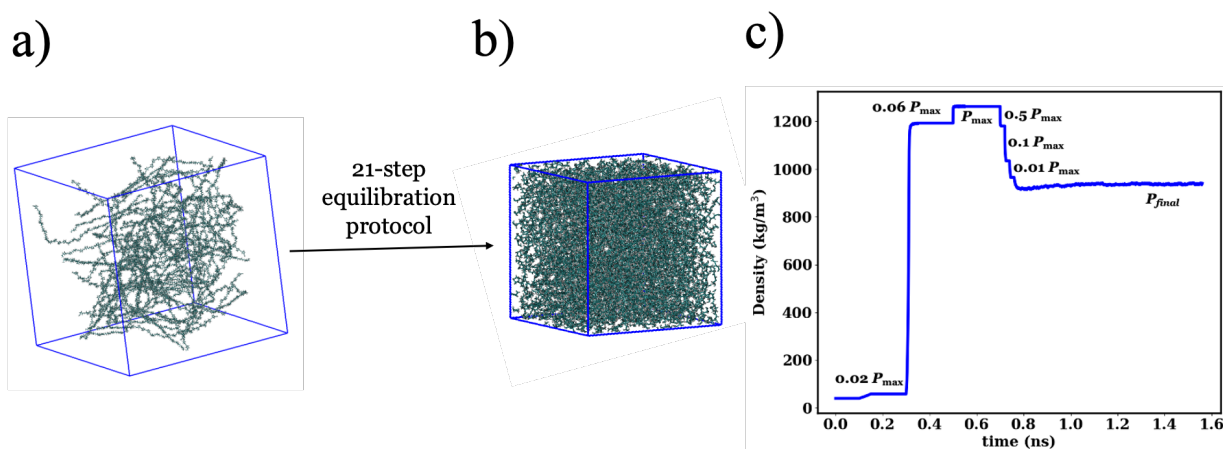 a)
b)
c)
21-step
equilibration
protocol
Density (kg/m³)
1200
1000
800
600
400
200
0
0.02 Pmax
0.06 Pmax
Pmax
0.5 Pmax
0.1 Pmax
0.01 Pmax
Pfinal
0.0 0.2 0.4 0.6 0.8 1.0 1.2 1.4 1.6
time (ns)